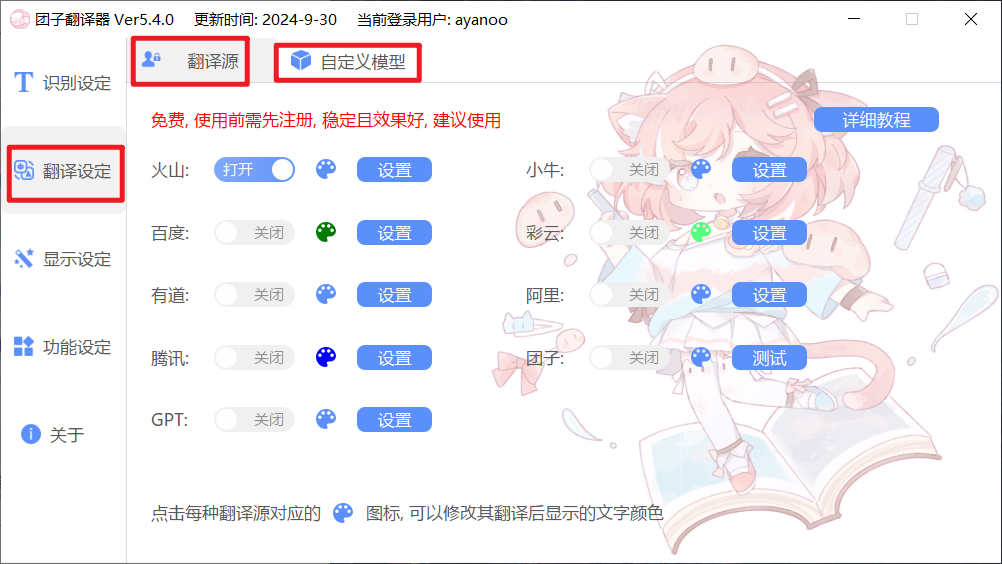 团子翻译器 Ver5.4.0 更新时间: 2024-9-30 当前登录用户: ayanoo
识别设定
翻译设定
显示设定
功能设定
关于
翻译源 自定义模型
免费, 使用前需先注册, 稳定且效果好, 建议使用
详细教程
火山: 打开 设置 小牛: 关闭 设置
百度: 关闭 设置 彩云: 关闭 设置
有道: 关闭 设置 阿里: 关闭 设置
腾讯: 关闭 设置 团子: 关闭 测试
GPT: 关闭 设置
点击每种翻译源对应的 图标, 可以修改其翻译后显示的文字颜色